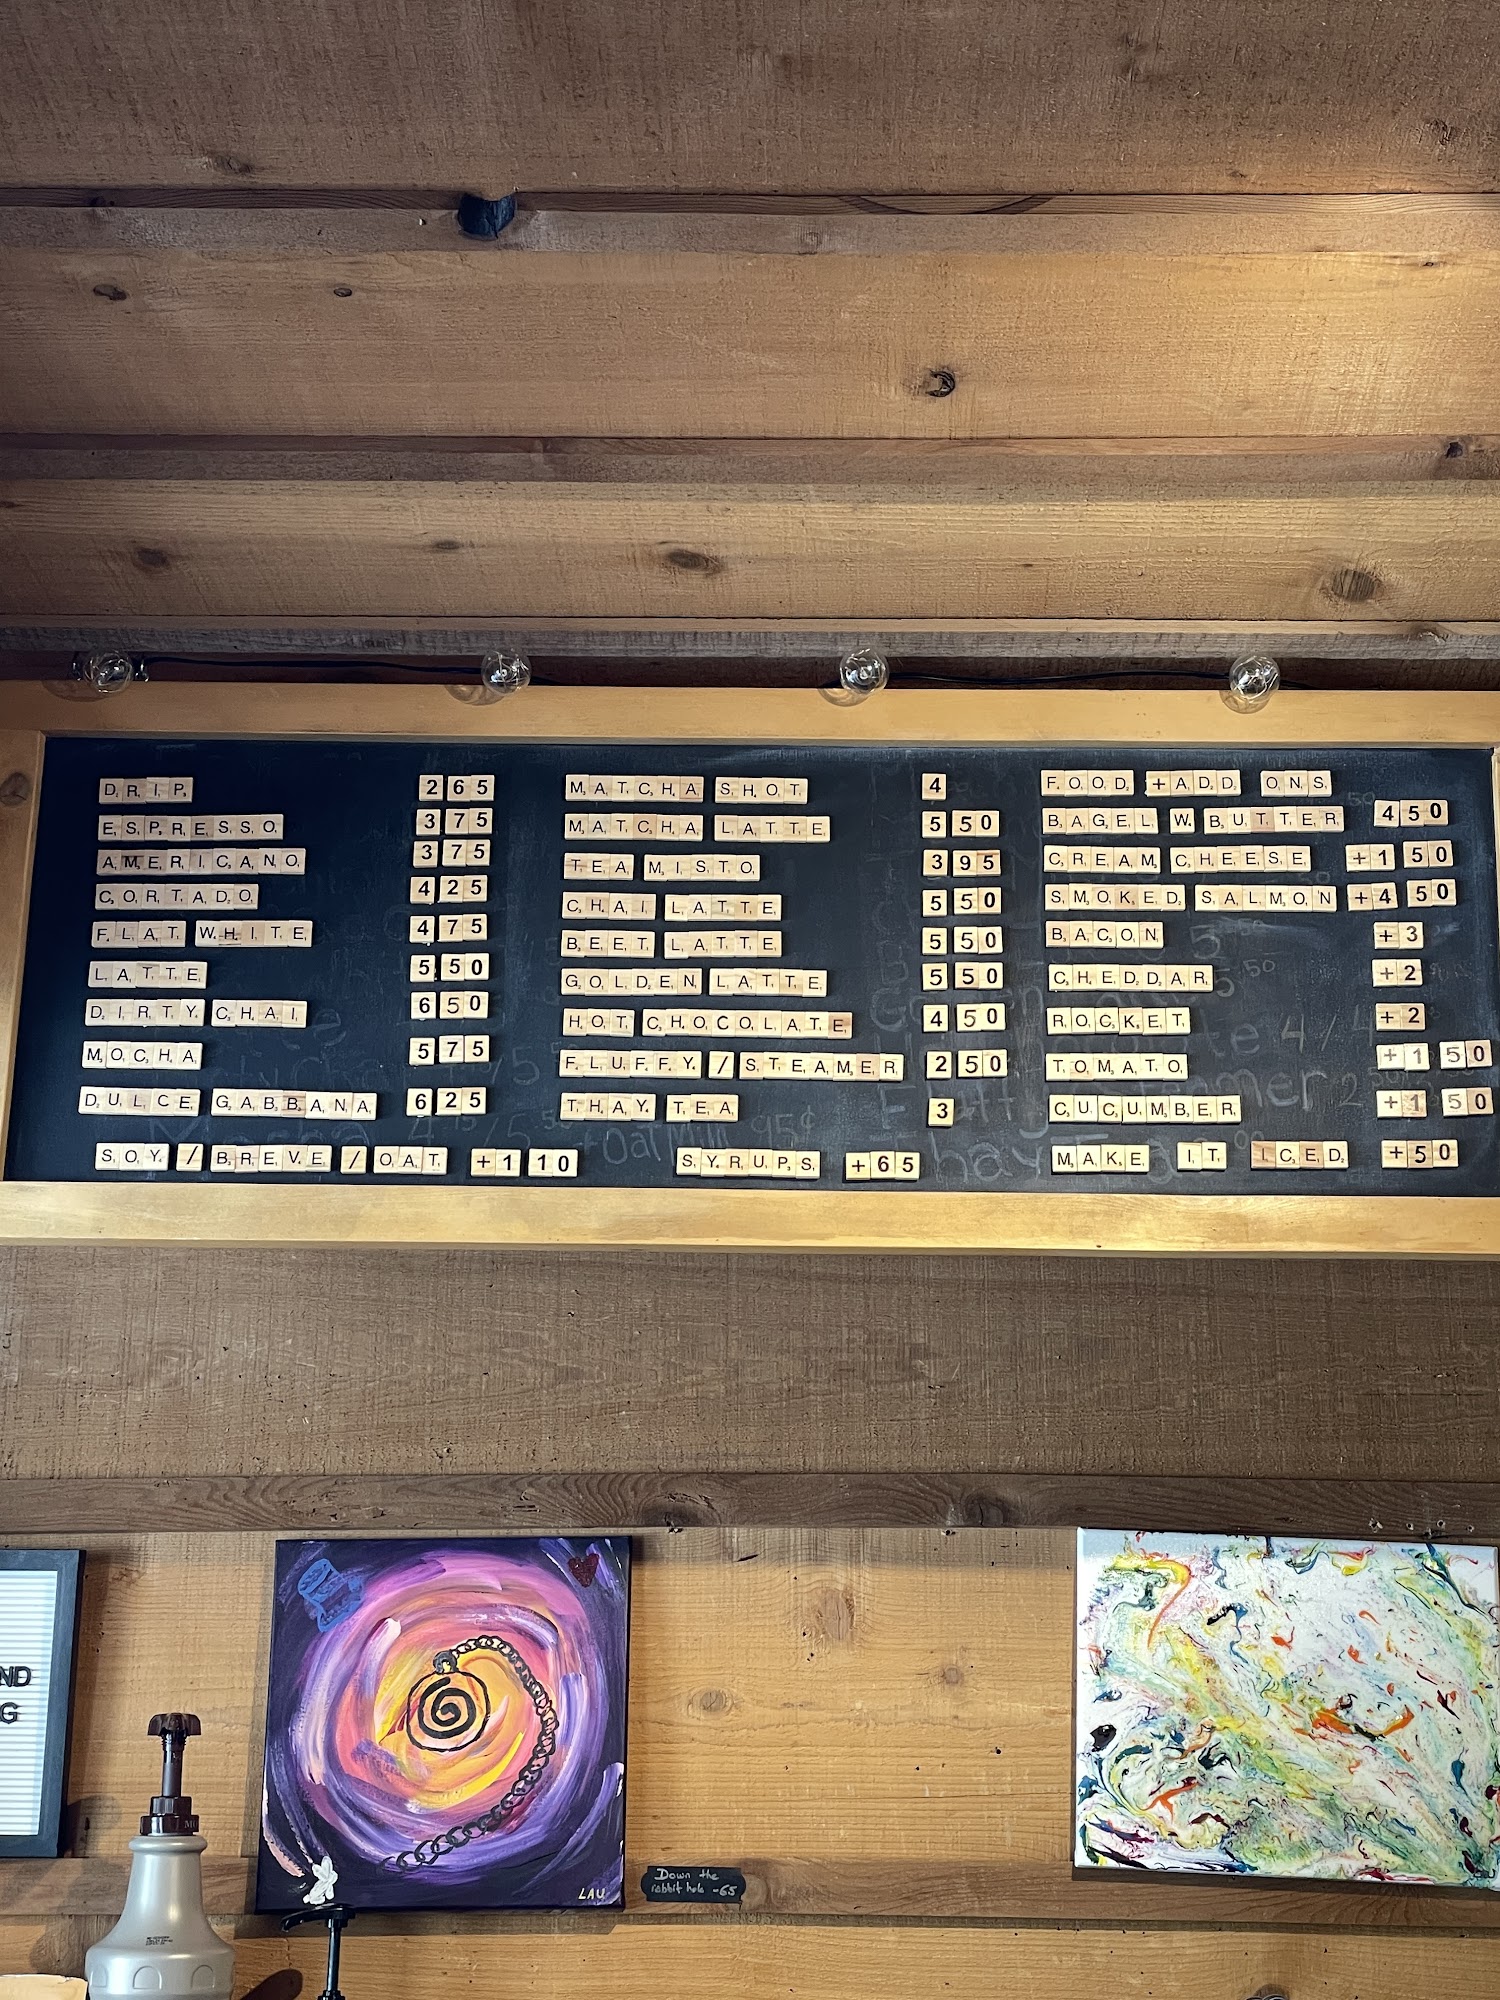 DRIP 265
ESPRESSO 375
AMERICANO 375
CORTADO 425
FLAT WHITE 475
LATTE 550
DIRTY CHAI 650
MOCHA 575
DULCE GABBANA 625
SOY / BREVE / OAT +110
MATCHA SHOT 4
MATCHA LATTE 550
TEA MISTO 395
CHAI LATTE 550
BEET LATTE 550
GOLDEN LATTE 550
HOT CHOCOLATE 450
FLUFFY / STEAMER 250
THAY TEA 3
SYRUPS +65
FOOD +ADD ONS
BAGEL W. BUTTER 450
CREAM CHEESE +150
SMOKED SALMON +450
BACON +3
CHEDDAR +2
ROCKET +2
TOMATO +150
CUCUMBER +150
MAKE IT ICED +50
ND
G
LAU
Down the
rabbit hole -65